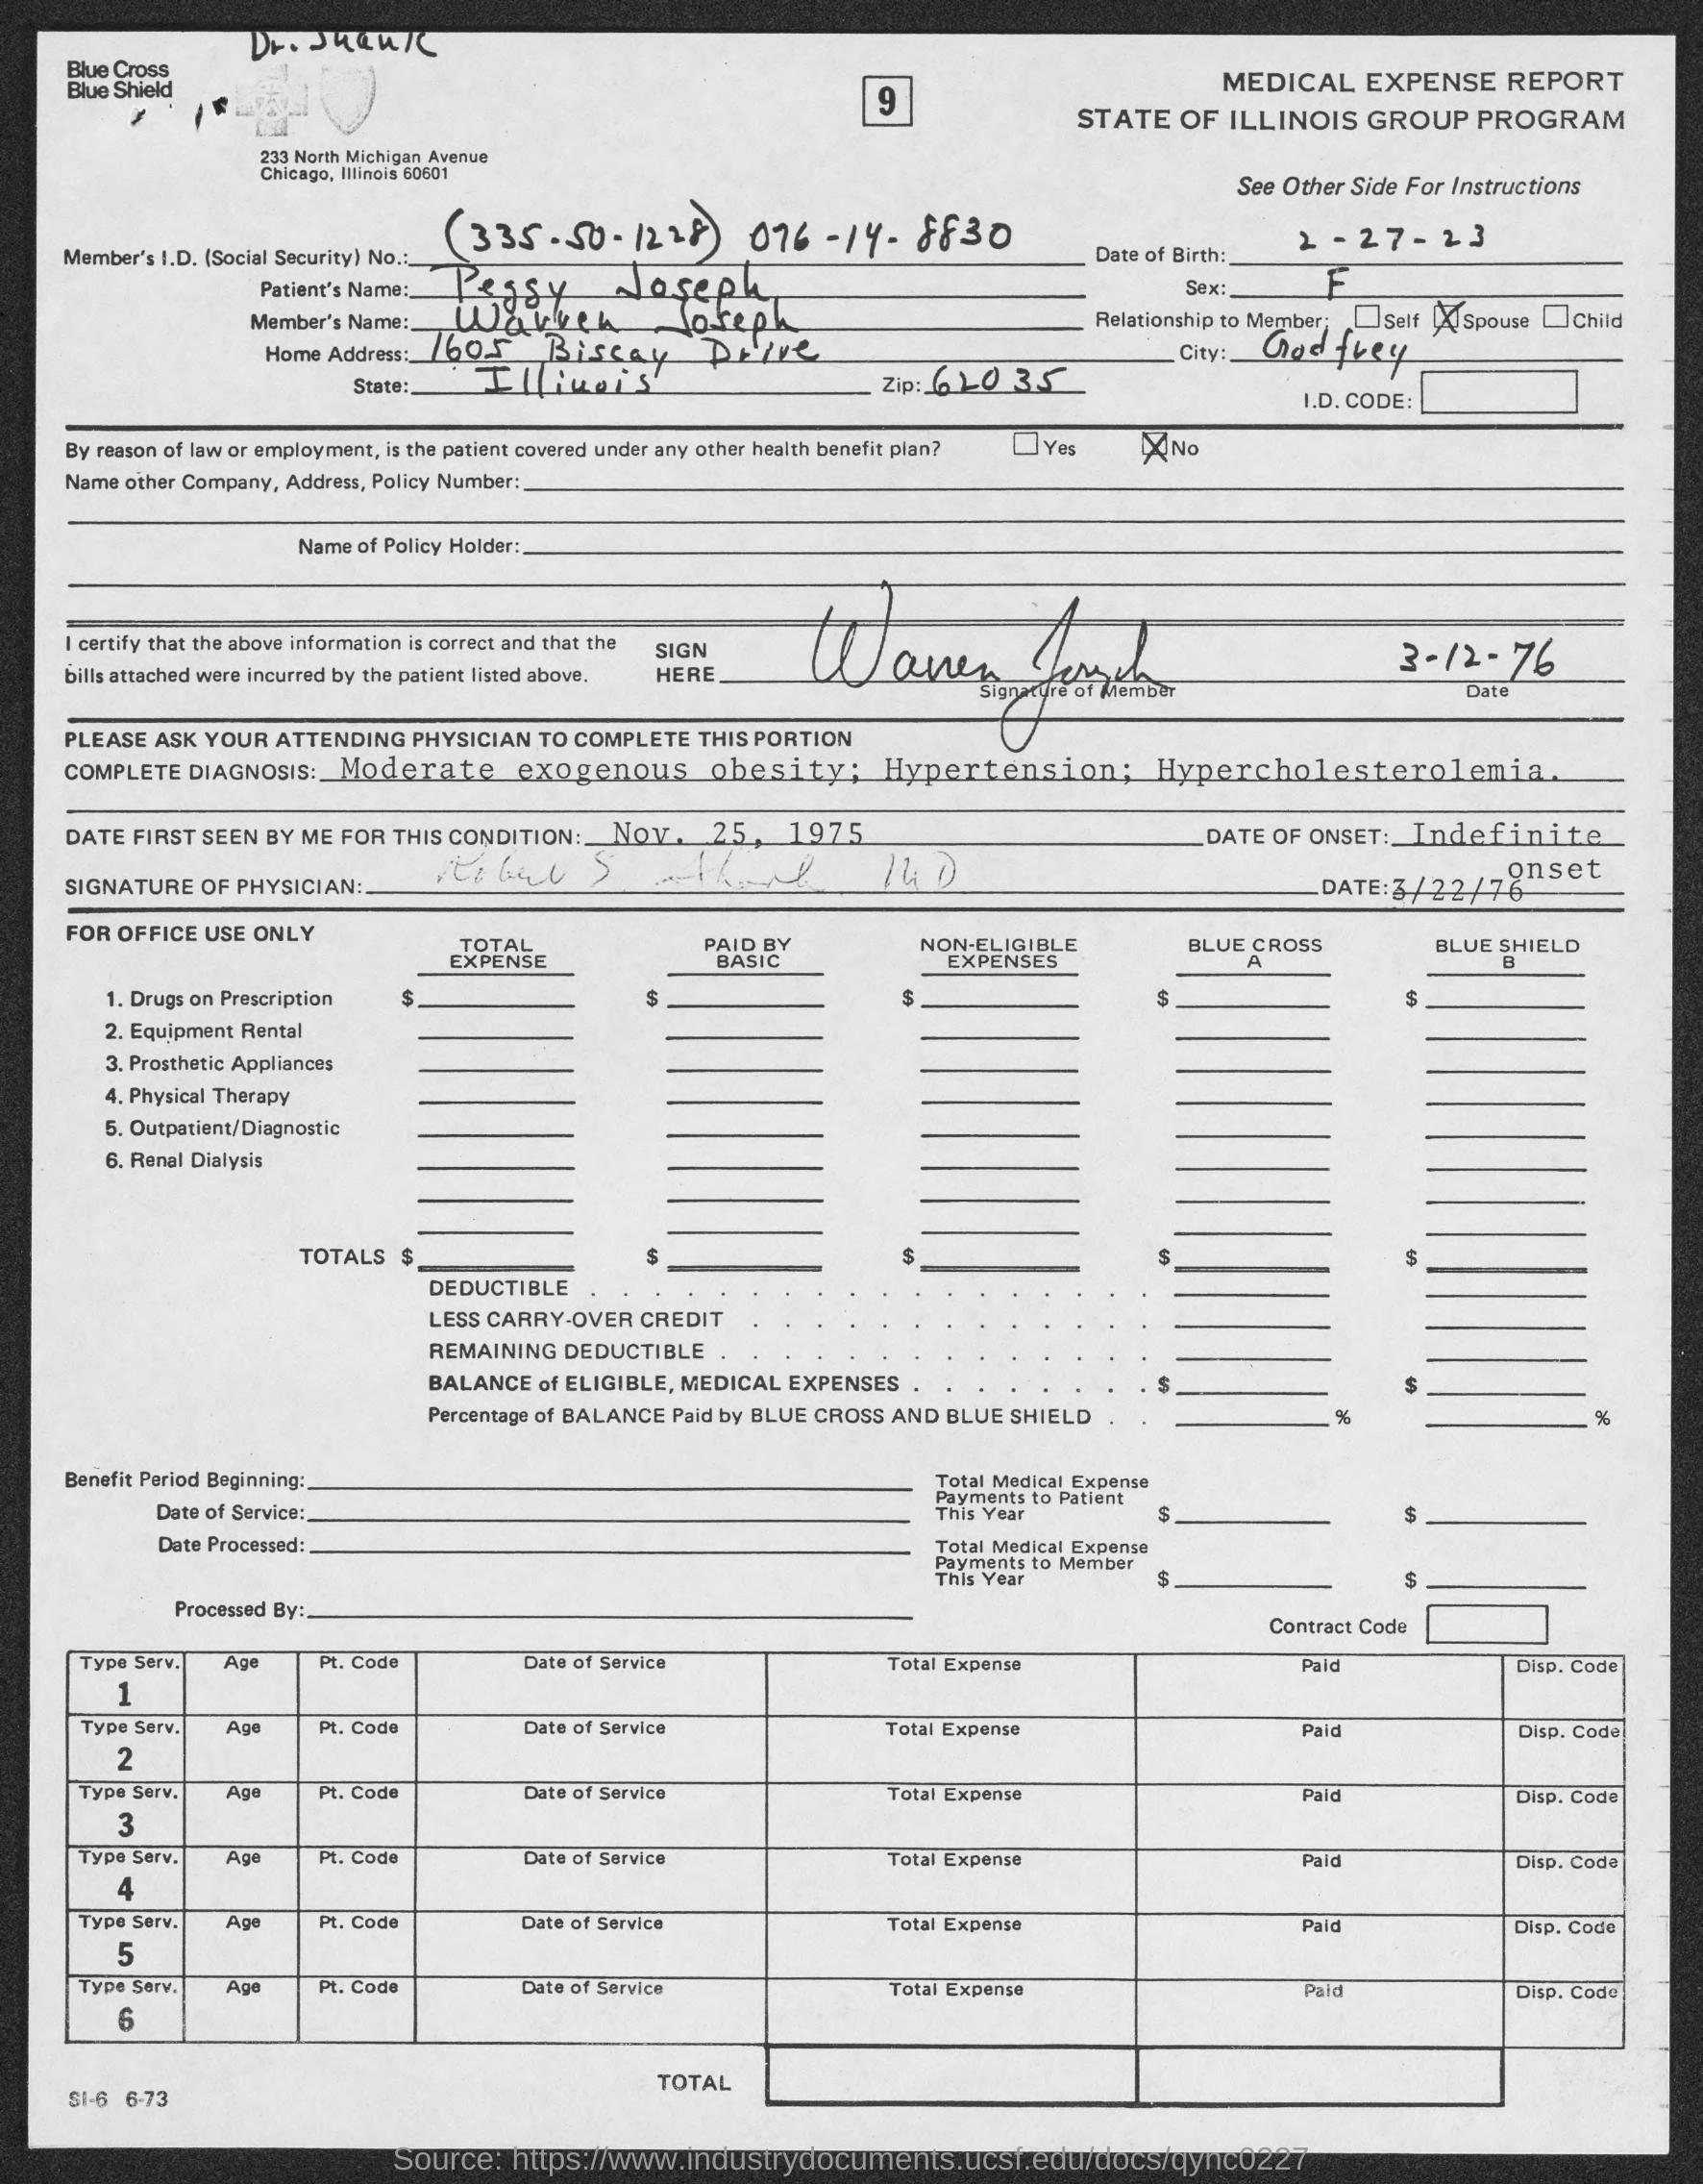 Dr. Shank
Blue Cross
Blue Shield
233 North Michigan Avenue
Chicago, Illinois 60601
9
MEDICAL EXPENSE REPORT
STATE OF ILLINOIS GROUP PROGRAM
See Other Side For Instructions
Member's I.D. (Social Security) No.: (335-50-1228) 076-14-8830 Date of Birth: 2-27-23
Patient's Name: Peggy Joseph Sex: F
Member's Name: Warren Joseph Relationship to Member: Self Spouse Child
Home Address: 1605 Biscay Drive City: Godfrey
State: Illinois Zip: 62035 I.D. CODE:
By reason of law or employment, is the patient covered under any other health benefit plan? Yes No
Name other Company, Address, Policy Number:
Name of Policy Holder:
I certify that the above information is correct and that the
bills attached were incurred by the patient listed above.
SIGN
HERE
Warren Joseph 3-12-76
Signature of Member Date
PLEASE ASK YOUR ATTENDING PHYSICIAN TO COMPLETE THIS PORTION
COMPLETE DIAGNOSIS: Moderate exogenous obesity; Hypertension; Hypercholesterolemia.
DATE FIRST SEEN BY ME FOR THIS CONDITION: Nov. 25, 1975 DATE OF ONSET: Indefinite
onset
SIGNATURE OF PHYSICIAN: Robert S. Shank MD DATE: 3/22/76
FOR OFFICE USE ONLY
TOTAL EXPENSE PAID BY BASIC NON-ELIGIBLE EXPENSES BLUE CROSS A BLUE SHIELD B
1. Drugs on Prescription $ $ $ $ $
2. Equipment Rental
3. Prosthetic Appliances
4. Physical Therapy
5. Outpatient/Diagnostic
6. Renal Dialysis
TOTALS $ $ $ $ $
DEDUCTIBLE . . . . . . . . . . . . . . . . . .
LESS CARRY-OVER CREDIT . . . . . . . . . . . . .
REMAINING DEDUCTIBLE . . . . . . . . . . . . . .
BALANCE of ELIGIBLE, MEDICAL EXPENSES . . . . . . . . $ $
Percentage of BALANCE Paid by BLUE CROSS AND BLUE SHIELD . . % %
Benefit Period Beginning:
Date of Service:
Date Processed:
Processed By:
Total Medical Expense
Payments to Patient
This Year $ $
Total Medical Expense
Payments to Member
This Year $ $
Contract Code
Type Serv. Age Pt. Code Date of Service Total Expense Paid Disp. Code
1
Type Serv. Age Pt. Code Date of Service Total Expense Paid Disp. Code
2
Type Serv. Age Pt. Code Date of Service Total Expense Paid Disp. Code
3
Type Serv. Age Pt. Code Date of Service Total Expense Paid Disp. Code
4
Type Serv. Age Pt. Code Date of Service Total Expense Paid Disp. Code
5
Type Serv. Age Pt. Code Date of Service Total Expense Paid Disp. Code
6
TOTAL
SI-6 6-73
Source: https://www.industrydocuments.ucsf.edu/docs/qync0227